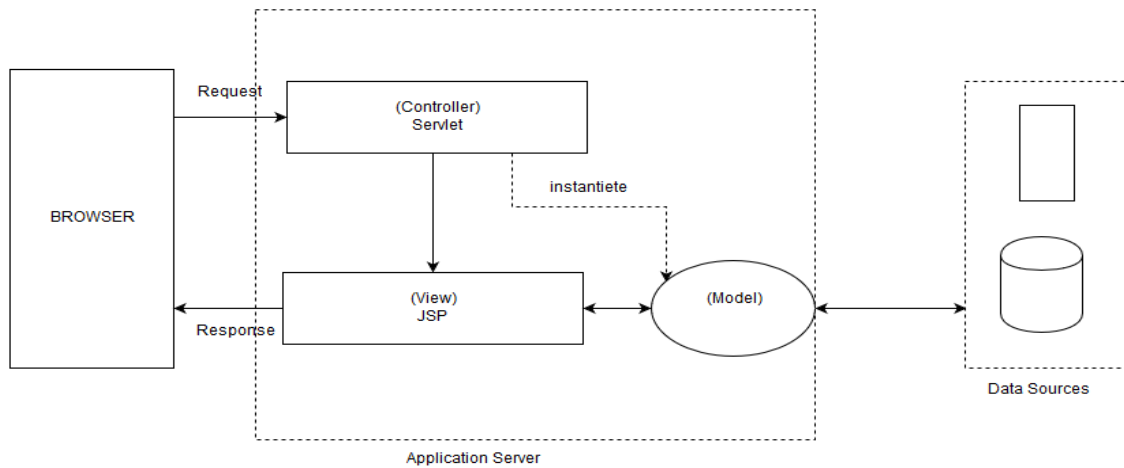 Request
(Controller)
Servlet
instantiete
BROWSER
(View)
JSP
(Model)
Response
Data Sources
Application Server